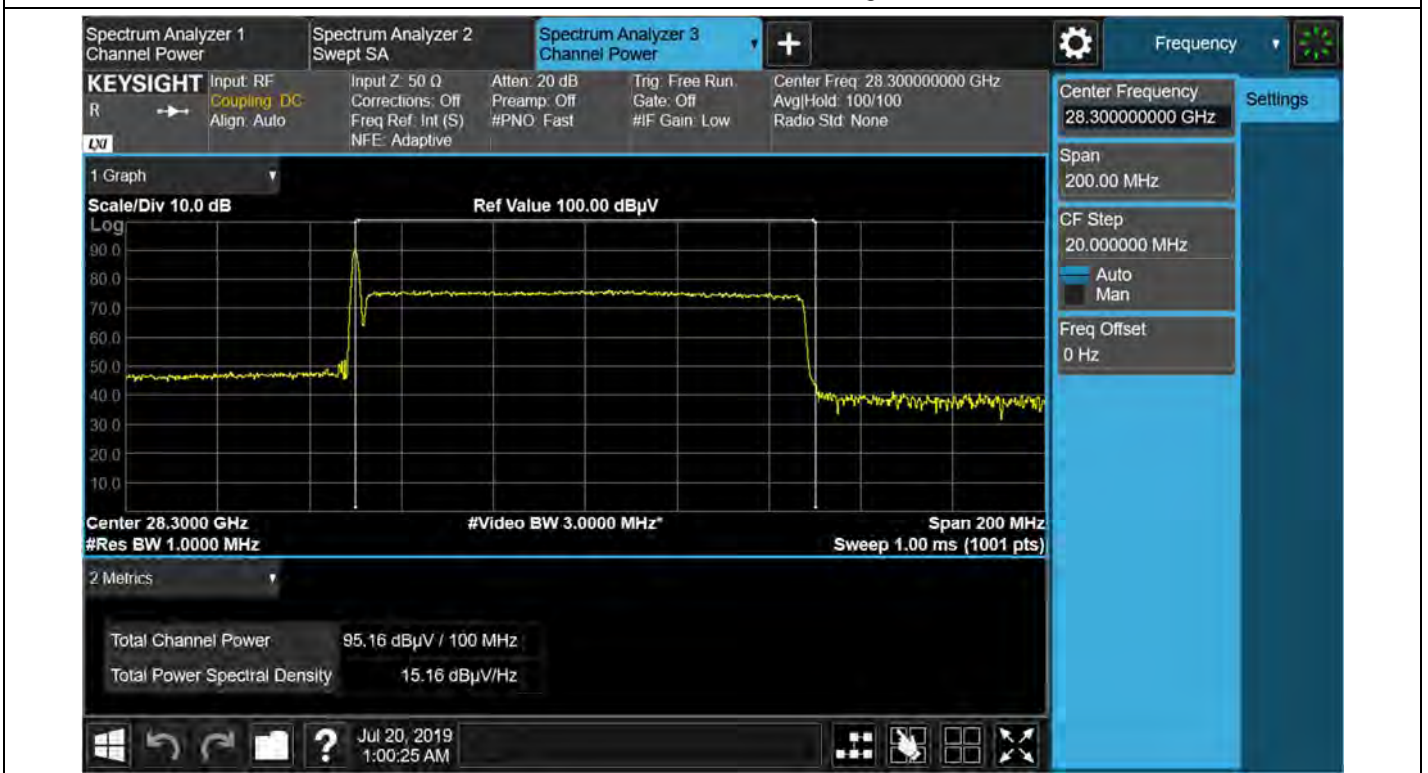 Spectrum Analyzer 1
Channel Power
Spectrum Analyzer 2
Swept SA
Spectrum Analyzer 3
Channel Power
Frequency
KEYSIGHT
R
LXI
Input: RF
Coupling: DC
Align: Auto
Input Z: 50 Ω
Corrections: Off
Freq Ref: Int (S)
NFE: Adaptive
Atten: 20 dB
Preamp: Off
#PNO: Fast
Trig: Free Run
Gate: Off
#IF Gain: Low
Center Freq: 28.300000000 GHz
Avg|Hold: 100/100
Radio Std: None
Center Frequency
28.300000000 GHz
Settings
Span
200.00 MHz
CF Step
20.000000 MHz
Auto
Man
Freq Offset
0 Hz
1 Graph
Scale/Div 10.0 dB
Ref Value 100.00 dBµV
Log
90.0
80.0
70.0
60.0
50.0
40.0
30.0
20.0
10.0
Center 28.3000 GHz
#Video BW 3.0000 MHz*
Span 200 MHz
#Res BW 1.0000 MHz
Sweep 1.00 ms (1001 pts)
2 Metrics
Total Channel Power 95.16 dBµV / 100 MHz
Total Power Spectral Density 15.16 dBµV/Hz
?
Jul 20, 2019
1:00:25 AM